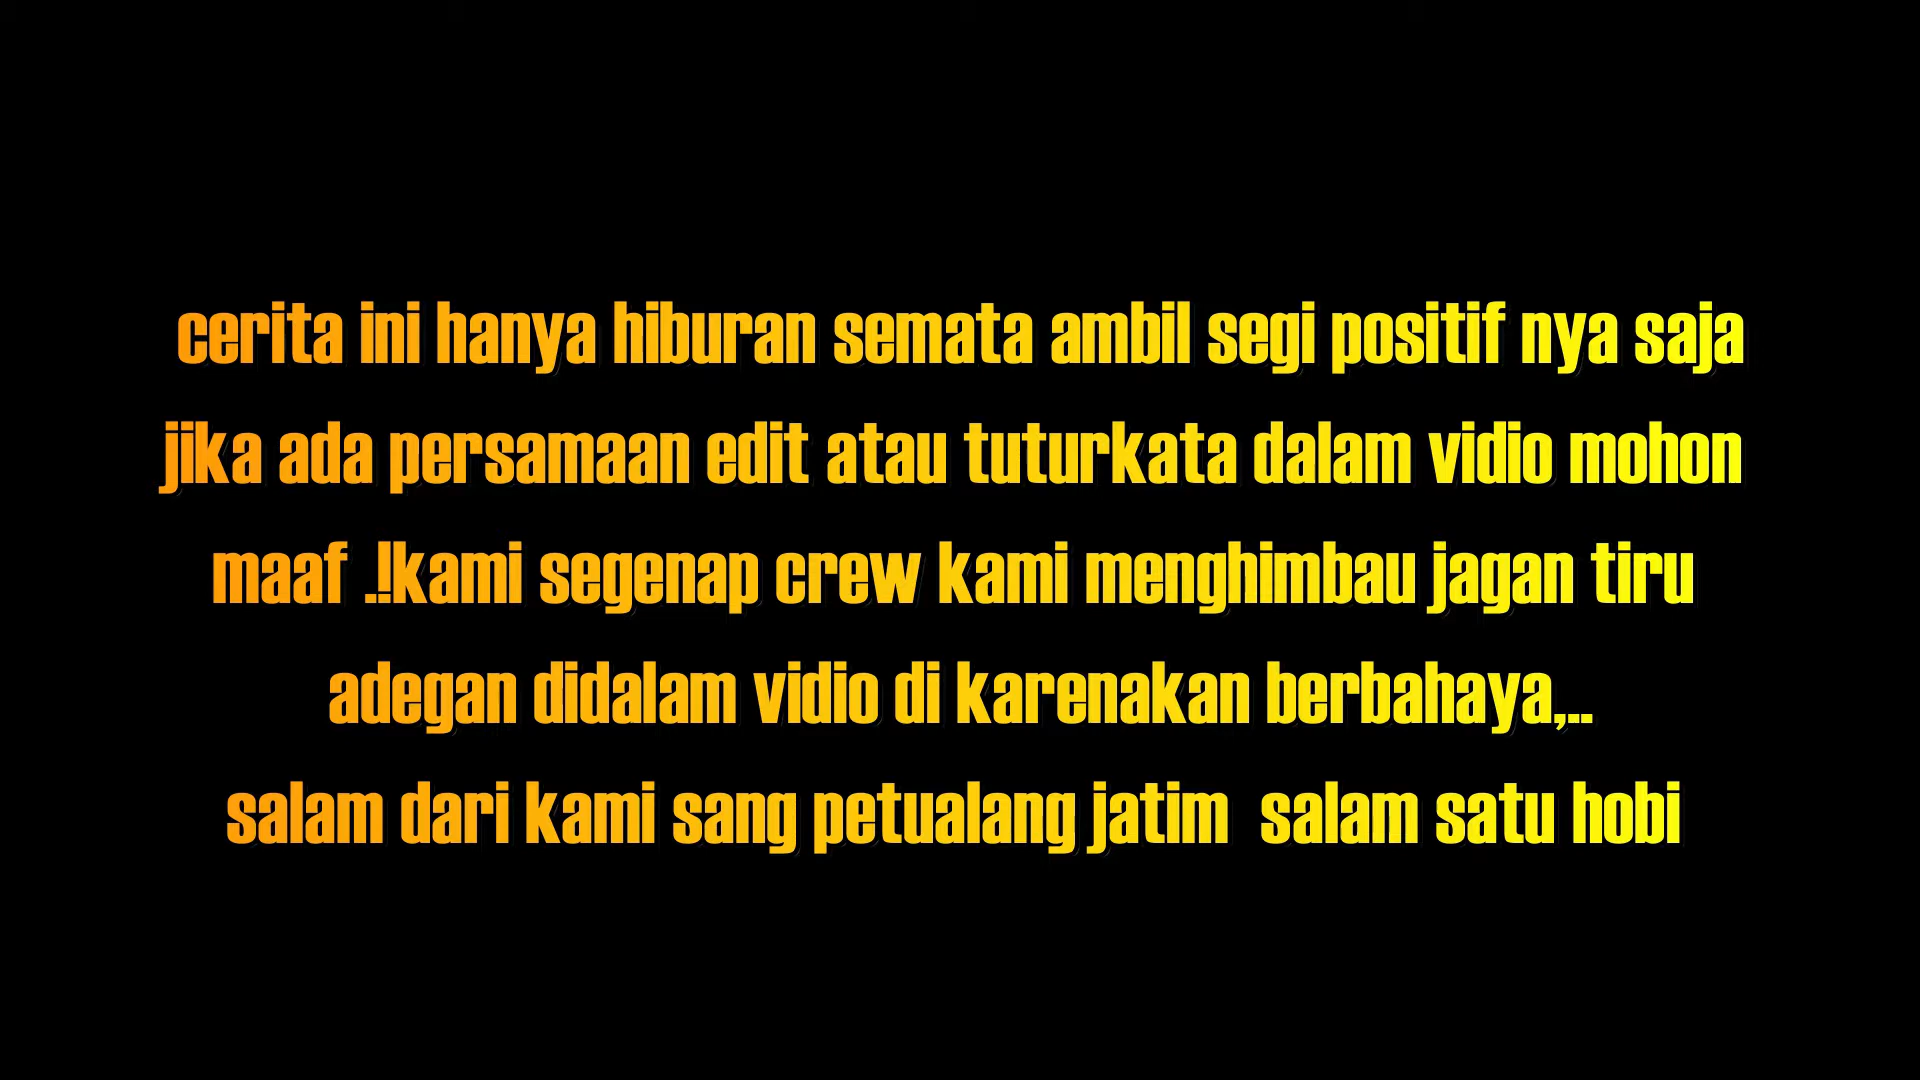 cerita ini hanya hiburan semata ambil segi positif nya saja
jika ada persamaan edit atau tuturkata dalam vidio mohon
maaf .!kami segenap crew kami menghimbau jagan tiru
adegan didalam vidio di karenakan berbahaya,..
salam dari kami sang petualang jatim  salam satu hobi